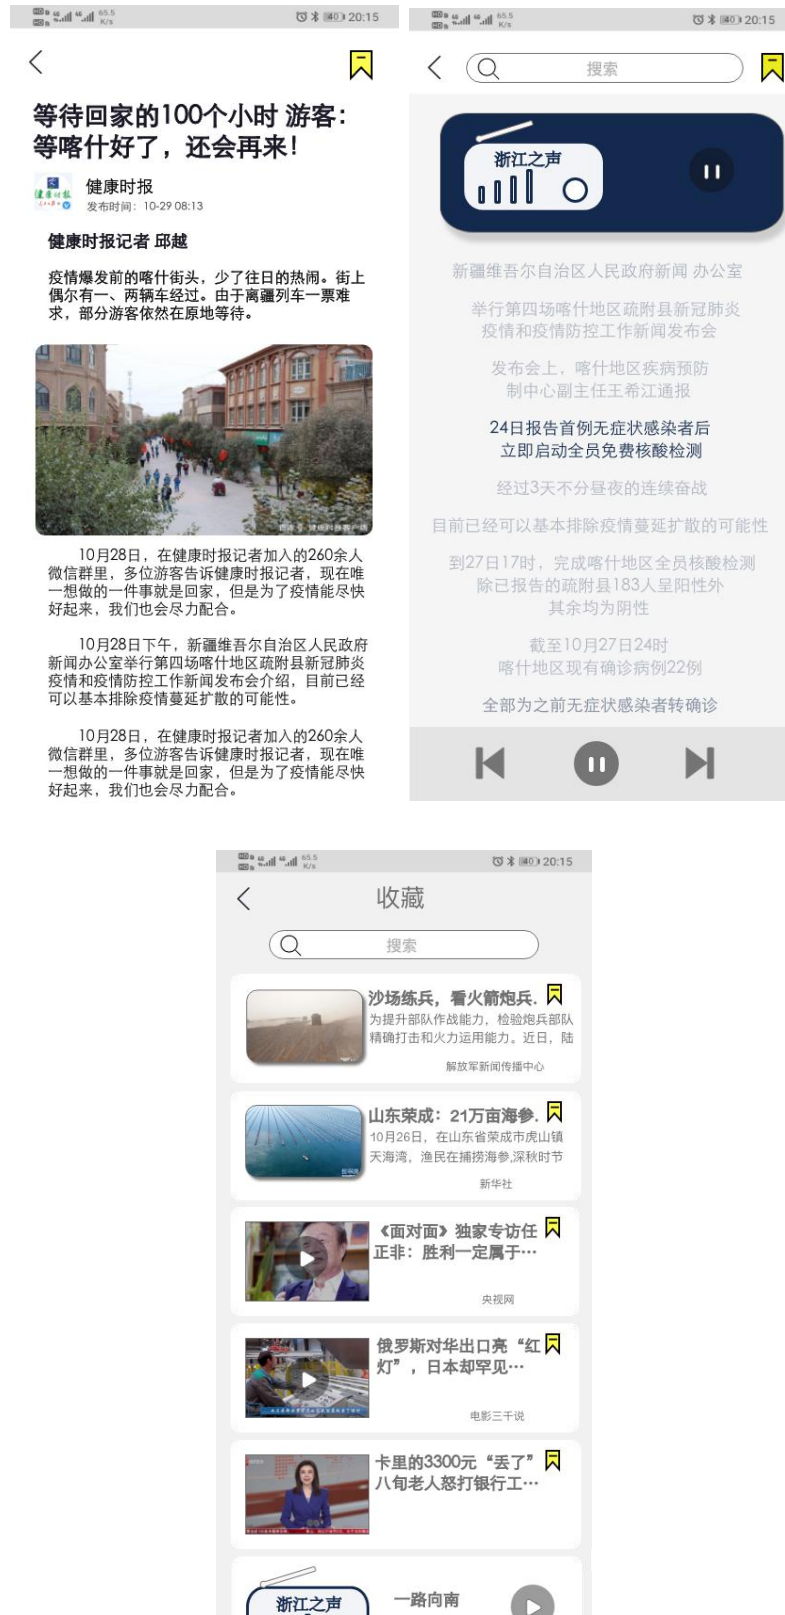 65.5
K/s
40
20:15
等待回家的100个小时 游客：
等喀什好了，还会再来！
健康时报
发布时间：10-29 08:13
健康时报记者 邱越
疫情爆发前的喀什街头，少了往日的热闹。街上
偶尔有一、两辆车经过。由于离疆列车一票难
求，部分游客依然在原地等待。
10月28日，在健康时报记者加入的260余人
微信群里，多位游客告诉健康时报记者，现在唯
一想做的一件事就是回家，但是为了疫情能尽快
好起来，我们也会尽力配合。
10月28日下午，新疆维吾尔自治区人民政府
新闻办公室举行第四场喀什地区疏附县新冠肺炎
疫情和疫情防控工作新闻发布会介绍，目前已经
可以基本排除疫情蔓延扩散的可能性。
10月28日，在健康时报记者加入的260余人
微信群里，多位游客告诉健康时报记者，现在唯
一想做的一件事就是回家，但是为了疫情能尽快
好起来，我们也会尽力配合。
65.5
K/s
40
20:15
搜索
浙江之声
新疆维吾尔自治区人民政府新闻 办公室
举行第四场喀什地区疏附县新冠肺炎
疫情和疫情防控工作新闻发布会
发布会上，喀什地区疾病预防
制中心副主任王希江通报
24日报告首例无症状感染者后
立即启动全员免费核酸检测
经过3天不分昼夜的连续奋战
目前已经可以基本排除疫情蔓延扩散的可能性
到27日17时，完成喀什地区全员核酸检测
除已报告的疏附县183人呈阳性外
其余均为阴性
截至10月27日24时
喀什地区现有确诊病例22例
全部为之前无症状感染者转确诊
65.5
K/s
40
20:15
收藏
搜索
沙场练兵，看火箭炮兵.
为提升部队作战能力，检验炮兵部队
精确打击和火力运用能力。近日，陆
解放军新闻传播中心
山东荣成：21万亩海参.
10月26日，在山东省荣成市虎山镇
天海湾，渔民在捕捞海参,深秋时节
新华社
《面对面》独家专访任
正非：胜利一定属于…
央视网
俄罗斯对华出口亮“红
灯”，日本却罕见…
电影三千说
卡里的3300元“丢了”
八旬老人怒打银行工…
浙江之声
一路向南